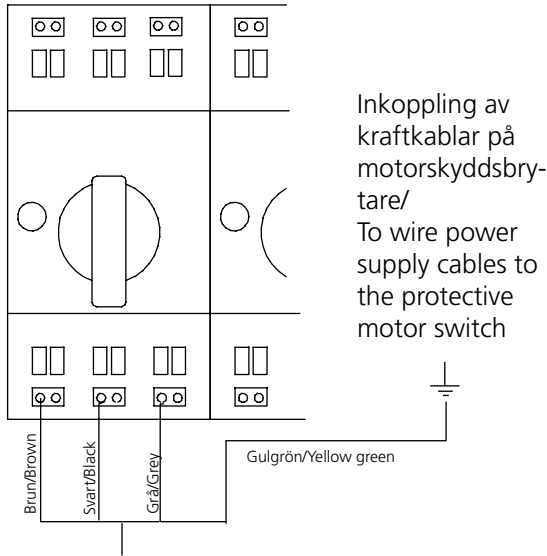 Inkoppling av
kraftkablar på
motorskyddsbry-
tare/
To wire power
supply cables to
the protective
motor switch
Brun/Brown
Svart/Black
Grå/Grey
Gulgrön/Yellow green